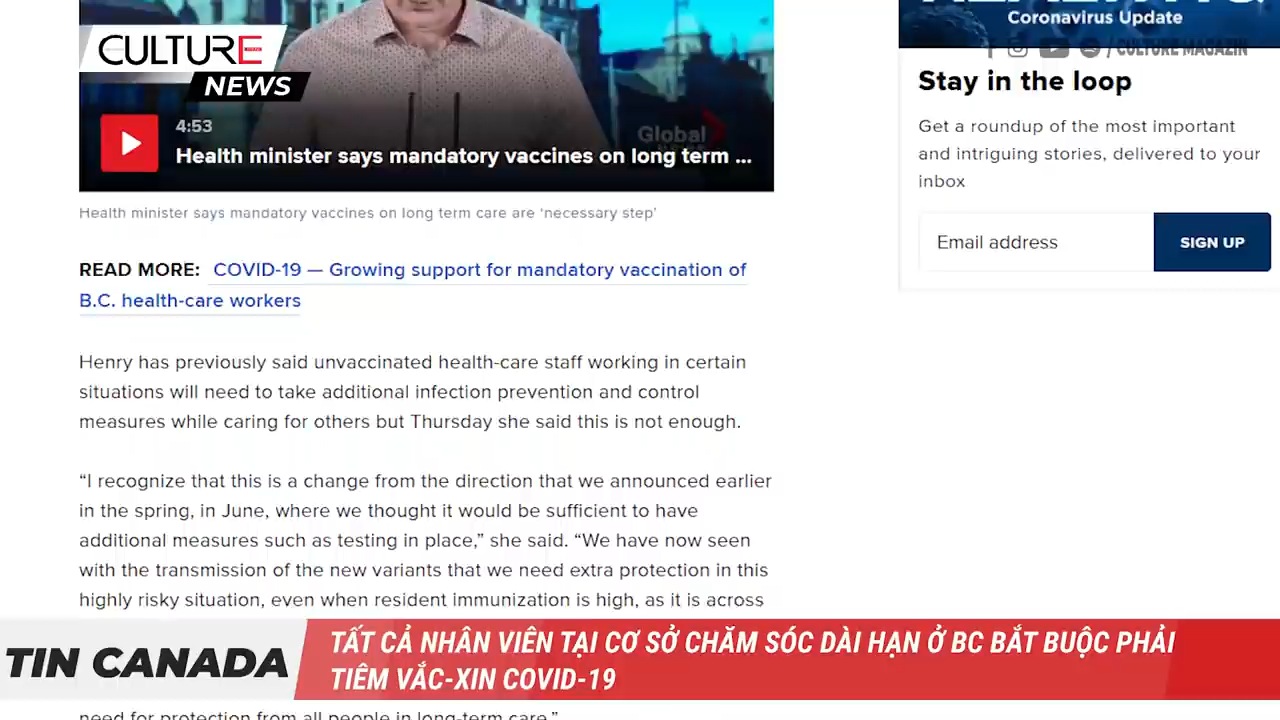 CULTURE
NEWS
4:53
Global
Health minister says mandatory vaccines on long term ...
Health minister says mandatory vaccines on long term care are ‘necessary step’
READ MORE: COVID-19 — Growing support for mandatory vaccination of
B.C. health-care workers
Henry has previously said unvaccinated health-care staff working in certain
situations will need to take additional infection prevention and control
measures while caring for others but Thursday she said this is not enough.
“I recognize that this is a change from the direction that we announced earlier
in the spring, in June, where we thought it would be sufficient to have
additional measures such as testing in place,” she said. “We have now seen
with the transmission of the new variants that we need extra protection in this
highly risky situation, even when resident immunization is high, as it is across
need for protection from all people in long-term care.”
Coronavirus Update
/ CULTURE MAGAZIN
Stay in the loop
Get a roundup of the most important
and intriguing stories, delivered to your
inbox
Email address
SIGN UP
TIN CANADA
TẤT CẢ NHÂN VIÊN TẠI CƠ SỞ CHĂM SÓC DÀI HẠN Ở BC BẮT BUỘC PHẢI
TIÊM VẮC-XIN COVID-19